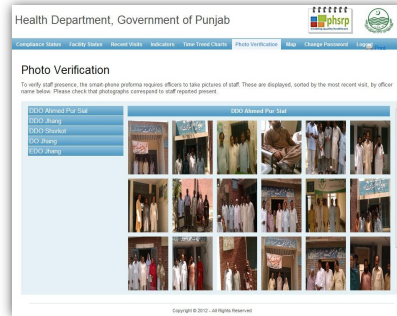 Health Department, Government of Punjab
phsrp
Compliance Status Facility Status Recent Visits Indicators Time Trend Charts Photo Verification Map Change Password Logout
Photo Verification
To verify staff presence, the smart-phone proforma requires officers to take pictures of staff. These are displayed, sorted by the most recent visit, by officer
name below. Please check that photographs correspond to staff reported present.
DDO Ahmed Pur Sial
DDO Jhang
DDO Shorkot
DO Jhang
EDO Jhang
DDO Ahmed Pur Sial
Copyright © 2012 - All Rights Reserved